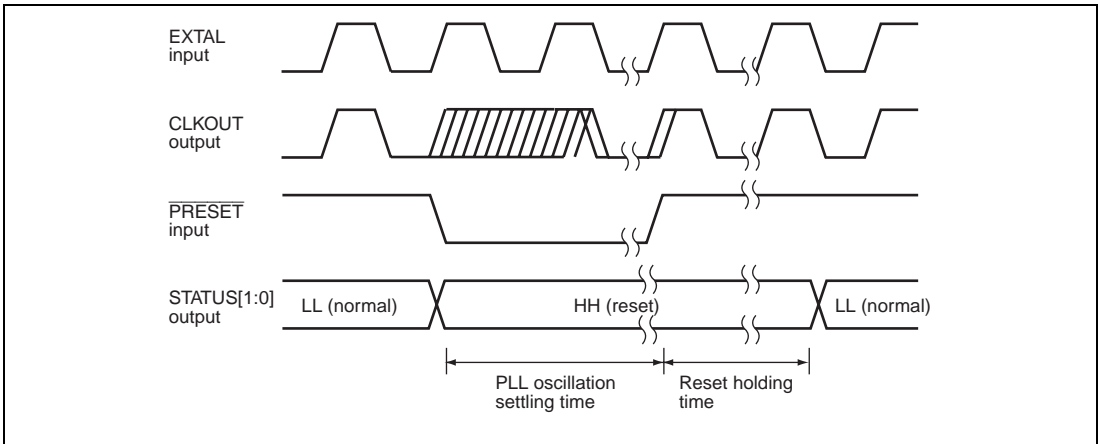 EXTAL
input
CLKOUT
output
PRESET
input
STATUS[1:0]
output
LL (normal)
HH (reset)
LL (normal)
PLL oscillation
settling time
Reset holding
time